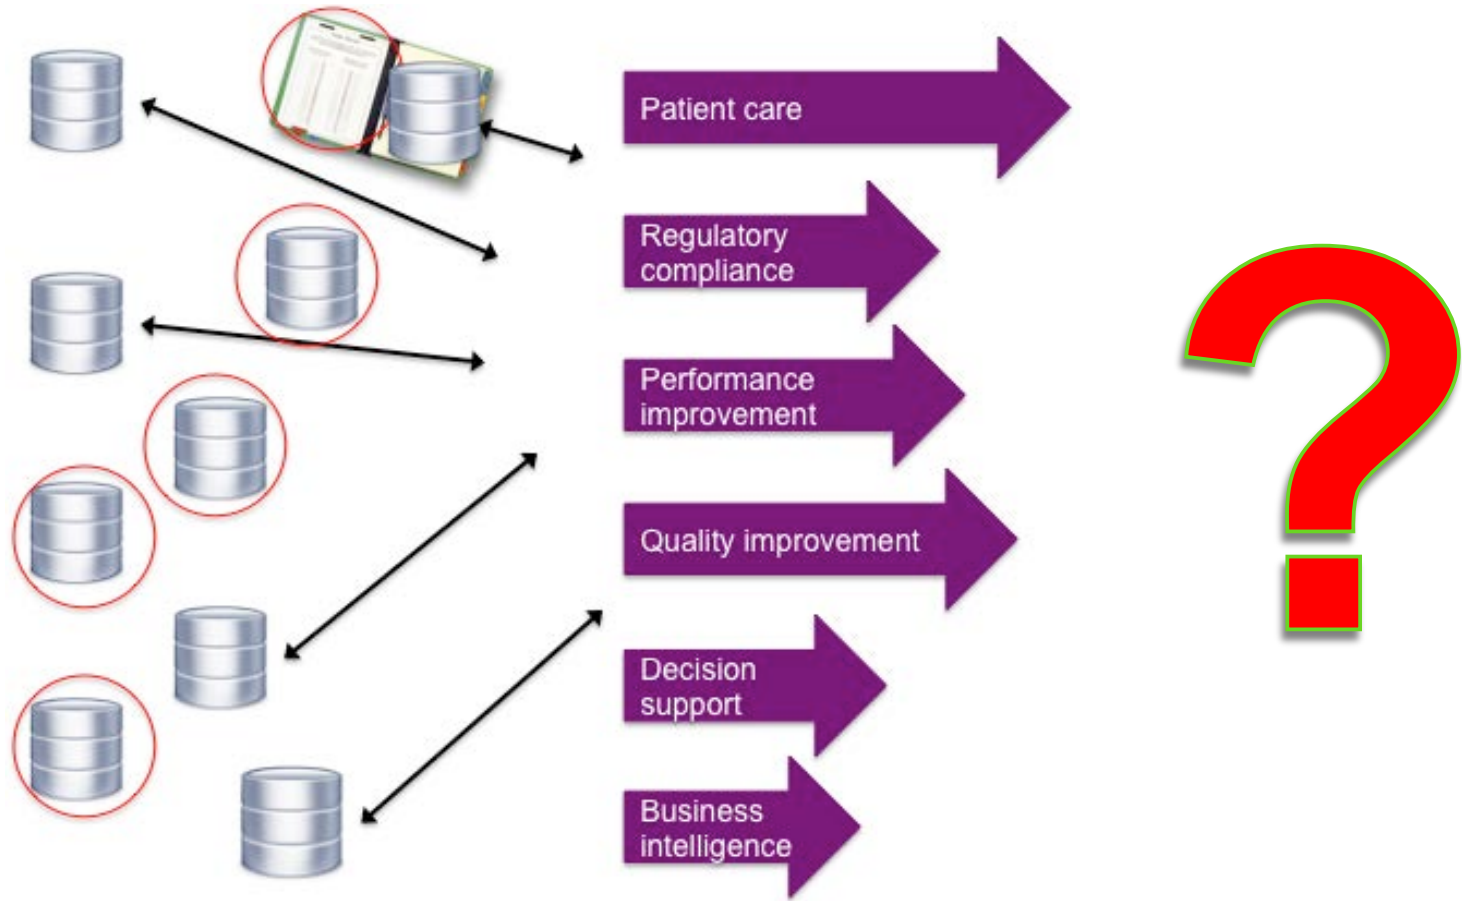 Patient care
Regulatory
compliance
Performance
improvement
Quality improvement
Decision
support
Business
intelligence
?